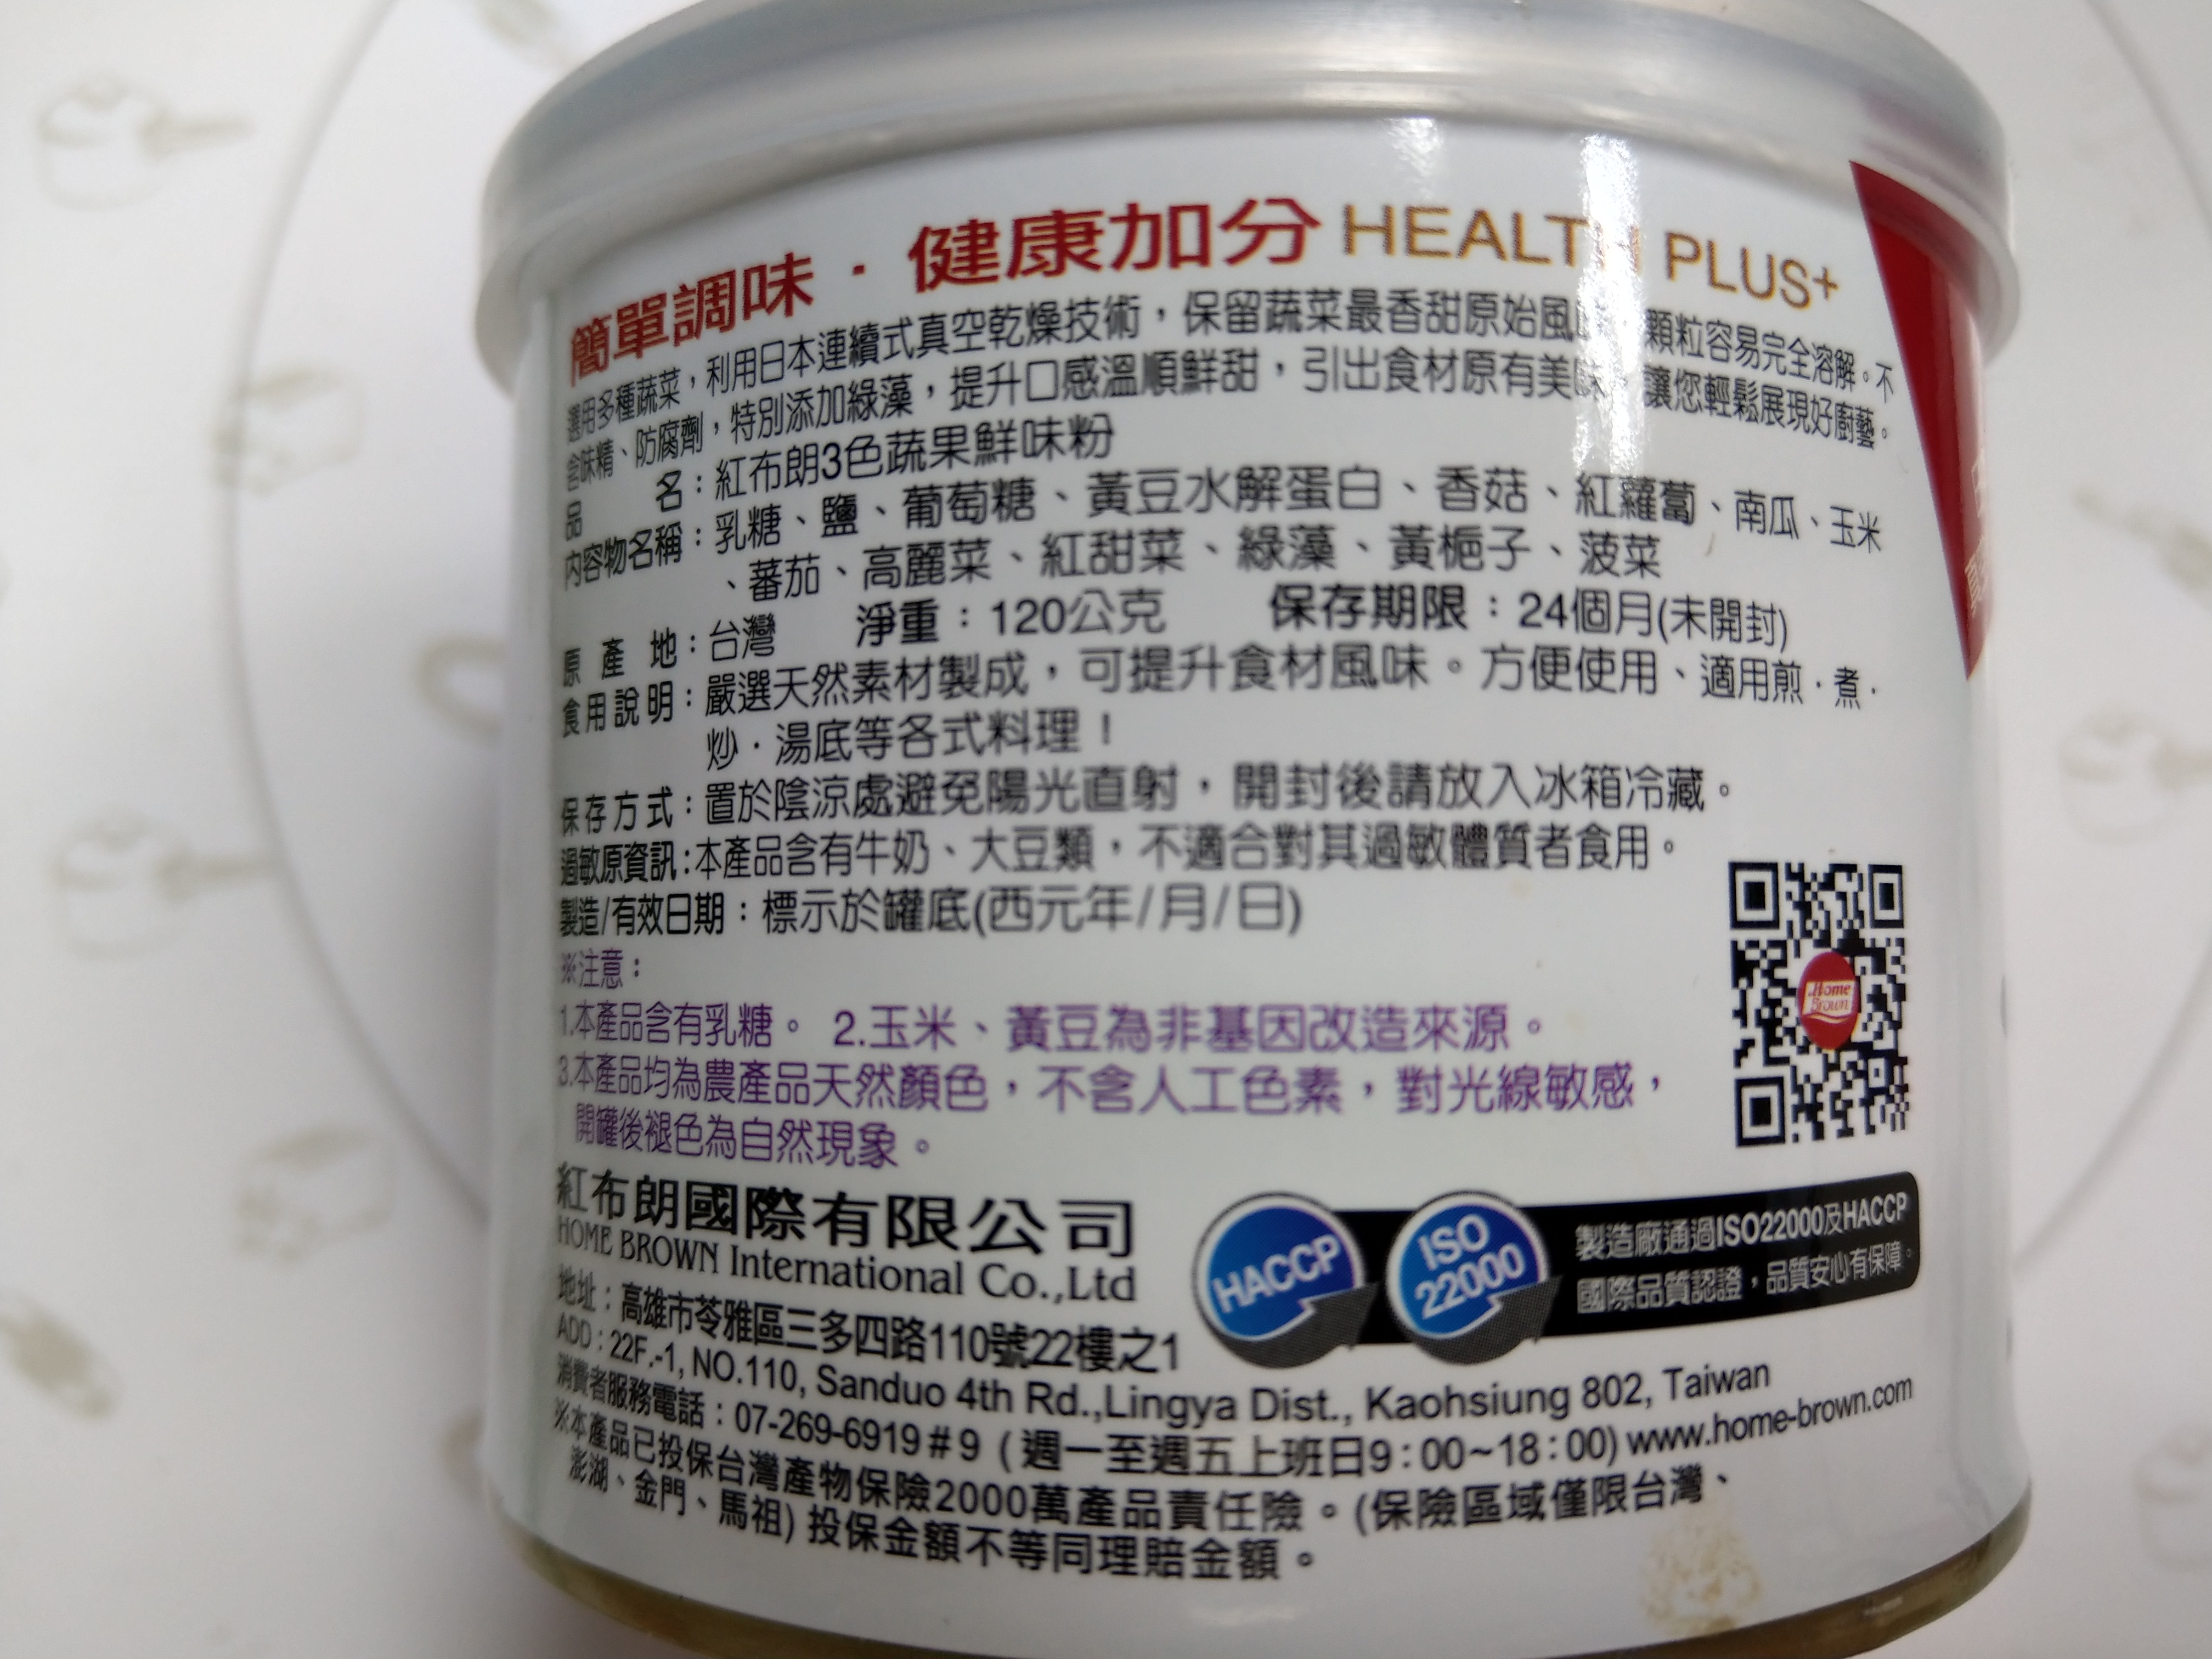 簡單調味·健康加分 HEALTH PLUS+
選用多種蔬菜，利用日本連續式真空乾燥技術，保留蔬菜最香甜原始風 顆粒容易完全溶解。不
含味精、防腐劑，特別添加綠藻，提升口感溫順鮮甜，引出食材原有美味，讓您輕鬆展現好廚藝。
品 名：紅布朗3色蔬果鮮味粉
內容物名稱：乳糖、鹽、葡萄糖、黃豆水解蛋白、香菇、紅蘿蔔、南瓜、玉米
、蕃茄、高麗菜、紅甜菜、綠藻、黃梔子、菠菜
原產地：台灣 淨重：120公克 保存期限：24個月(未開封)
食用說明：嚴選天然素材製成，可提升食材風味。方便使用、適用煎·煮·
炒·湯底等各式料理！
保存方式：置於陰涼處避免陽光直射，開封後請放入冰箱冷藏。
過敏原資訊：本產品含有牛奶、大豆類，不適合對其過敏體質者食用。
製造/有效日期：標示於罐底(西元年/月/日)
※注意：
1.本產品含有乳糖。 2.玉米、黃豆為非基因改造來源。
3.本產品均為農產品天然顏色，不含人工色素，對光線敏感，
開罐後褪色為自然現象。
Home Brown
紅布朗國際有限公司
HOME BROWN International Co.,Ltd
HACCP
ISO 22000
製造廠通過ISO22000及HACCP
國際品質認證，品質安心有保障。
地址：高雄市苓雅區三多四路110號22樓之1
ADD：22F.-1, NO.110, Sanduo 4th Rd.,Lingya Dist., Kaohsiung 802, Taiwan
消費者服務電話：07-269-6919#9 (週一至週五上班日9：00~18：00) www.home-brown.com
※本產品已投保台灣產物保險2000萬產品責任險。(保險區域僅限台灣、
澎湖、金門、馬祖) 投保金額不等同理賠金額。